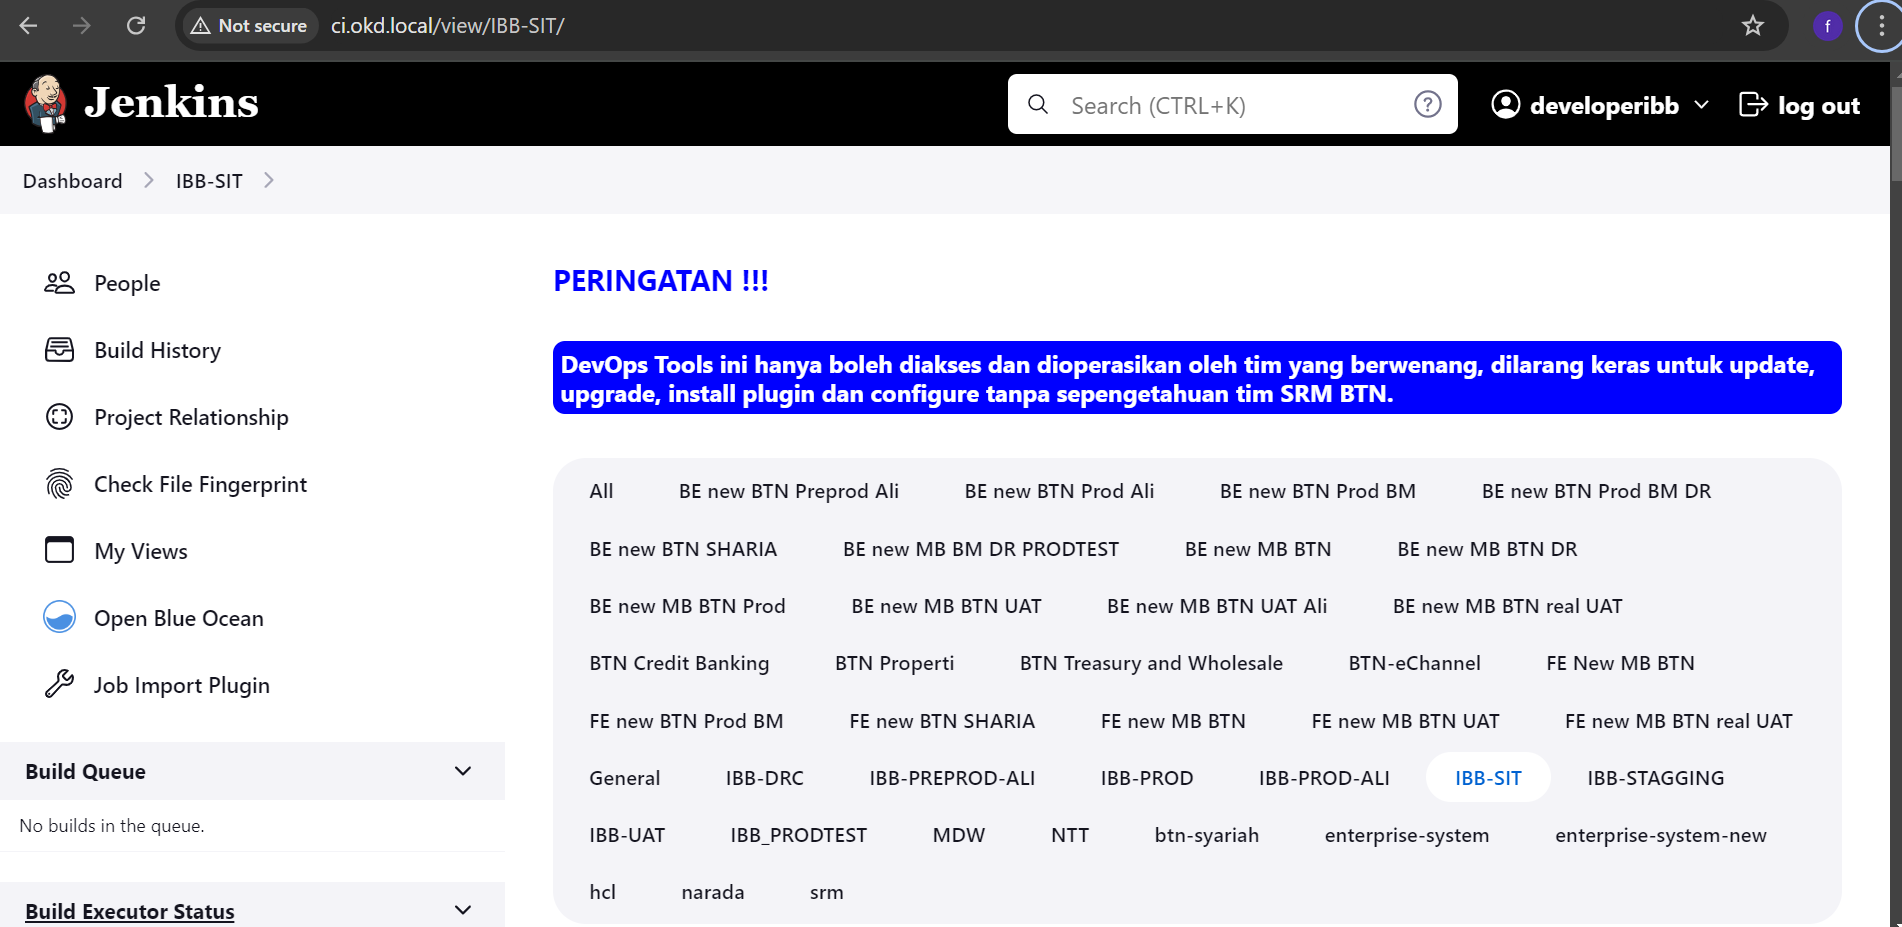 Not secure ci.okd.local/view/IBB-SIT/ f
Jenkins Search (CTRL+K) developeribb log out
Dashboard IBB-SIT
People
Build History
Project Relationship
Check File Fingerprint
My Views
Open Blue Ocean
Job Import Plugin
Build Queue
No builds in the queue.
Build Executor Status
PERINGATAN !!!
DevOps Tools ini hanya boleh diakses dan dioperasikan oleh tim yang berwenang, dilarang keras untuk update,
upgrade, install plugin dan configure tanpa sepengetahuan tim SRM BTN.
All BE new BTN Preprod Ali BE new BTN Prod Ali BE new BTN Prod BM BE new BTN Prod BM DR
BE new BTN SHARIA BE new MB BM DR PRODTEST BE new MB BTN BE new MB BTN DR
BE new MB BTN Prod BE new MB BTN UAT BE new MB BTN UAT Ali BE new MB BTN real UAT
BTN Credit Banking BTN Properti BTN Treasury and Wholesale BTN-eChannel FE New MB BTN
FE new BTN Prod BM FE new BTN SHARIA FE new MB BTN FE new MB BTN UAT FE new MB BTN real UAT
General IBB-DRC IBB-PREPROD-ALI IBB-PROD IBB-PROD-ALI IBB-SIT IBB-STAGGING
IBB-UAT IBB_PRODTEST MDW NTT btn-syariah enterprise-system enterprise-system-new
hcl narada srm